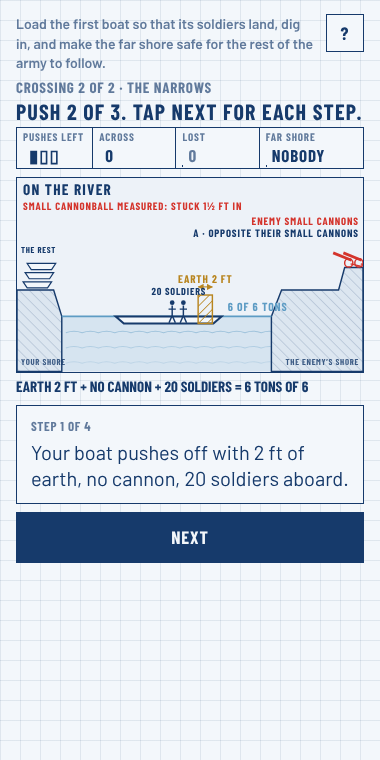 Load the first boat so that its soldiers land, dig
in, and make the far shore safe for the rest of the
army to follow.
?
CROSSING 2 OF 2 · THE NARROWS
PUSH 2 OF 3. TAP NEXT FOR EACH STEP.
PUSHES LEFT
ACROSS
0
LOST
0
FAR SHORE
NOBODY
ON THE RIVER
SMALL CANNONBALL MEASURED: STUCK 1½ FT IN
ENEMY SMALL CANNONS
A · OPPOSITE THEIR SMALL CANNONS
THE REST
EARTH 2 FT
20 SOLDIERS
6 OF 6 TONS
YOUR SHORE
THE ENEMY'S SHORE
EARTH 2 FT + NO CANNON + 20 SOLDIERS = 6 TONS OF 6
STEP 1 OF 4
Your boat pushes off with 2 ft of
earth, no cannon, 20 soldiers aboard.
NEXT